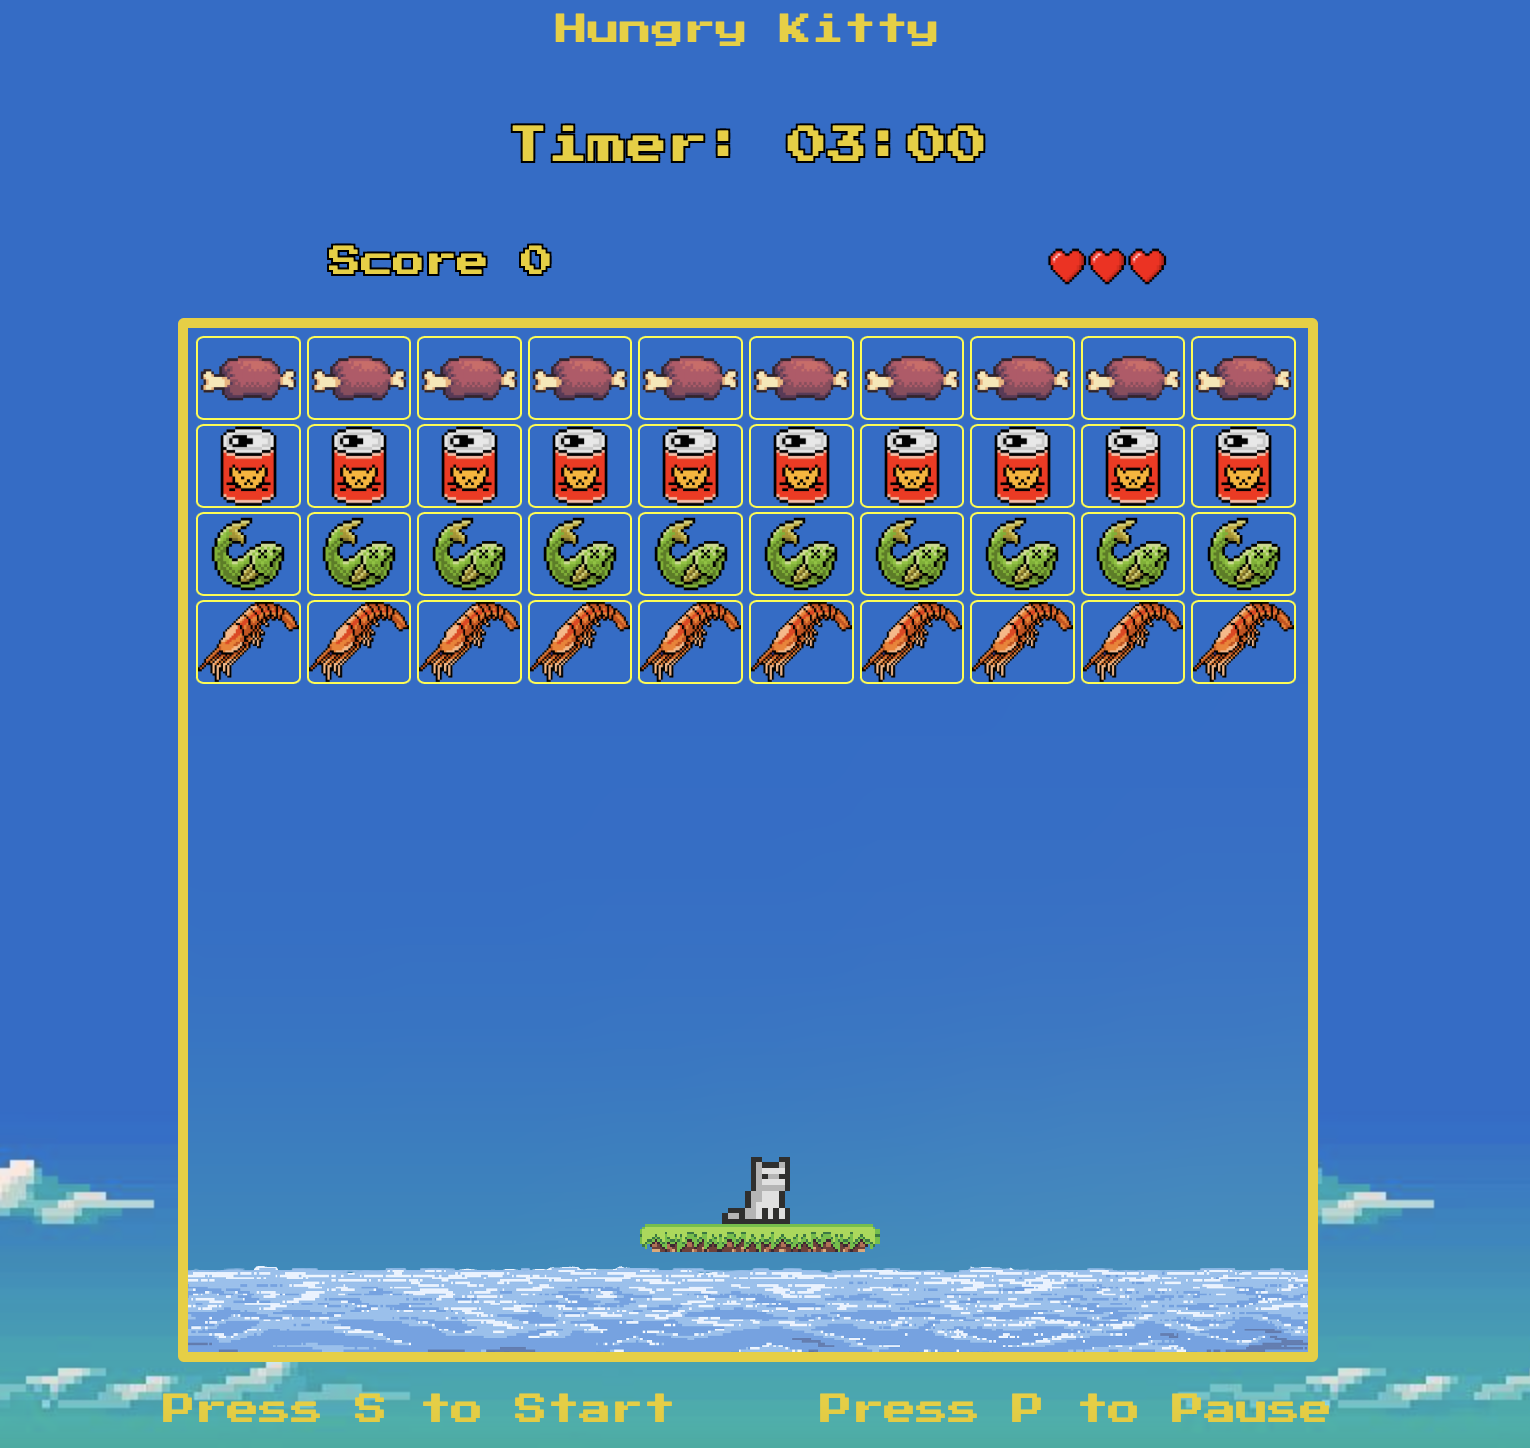 Hungry Kitty
Timer: 03:00
Score 0
Press S to Start
Press P to Pause